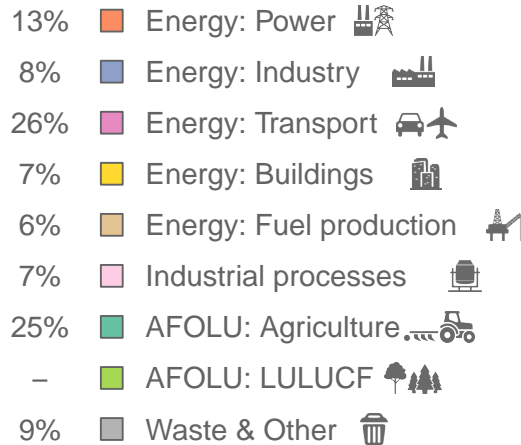 13% Energy: Power
8% Energy: Industry
26% Energy: Transport
7% Energy: Buildings
6% Energy: Fuel production
7% Industrial processes
25% AFOLU: Agriculture
– AFOLU: LULUCF
9% Waste & Other